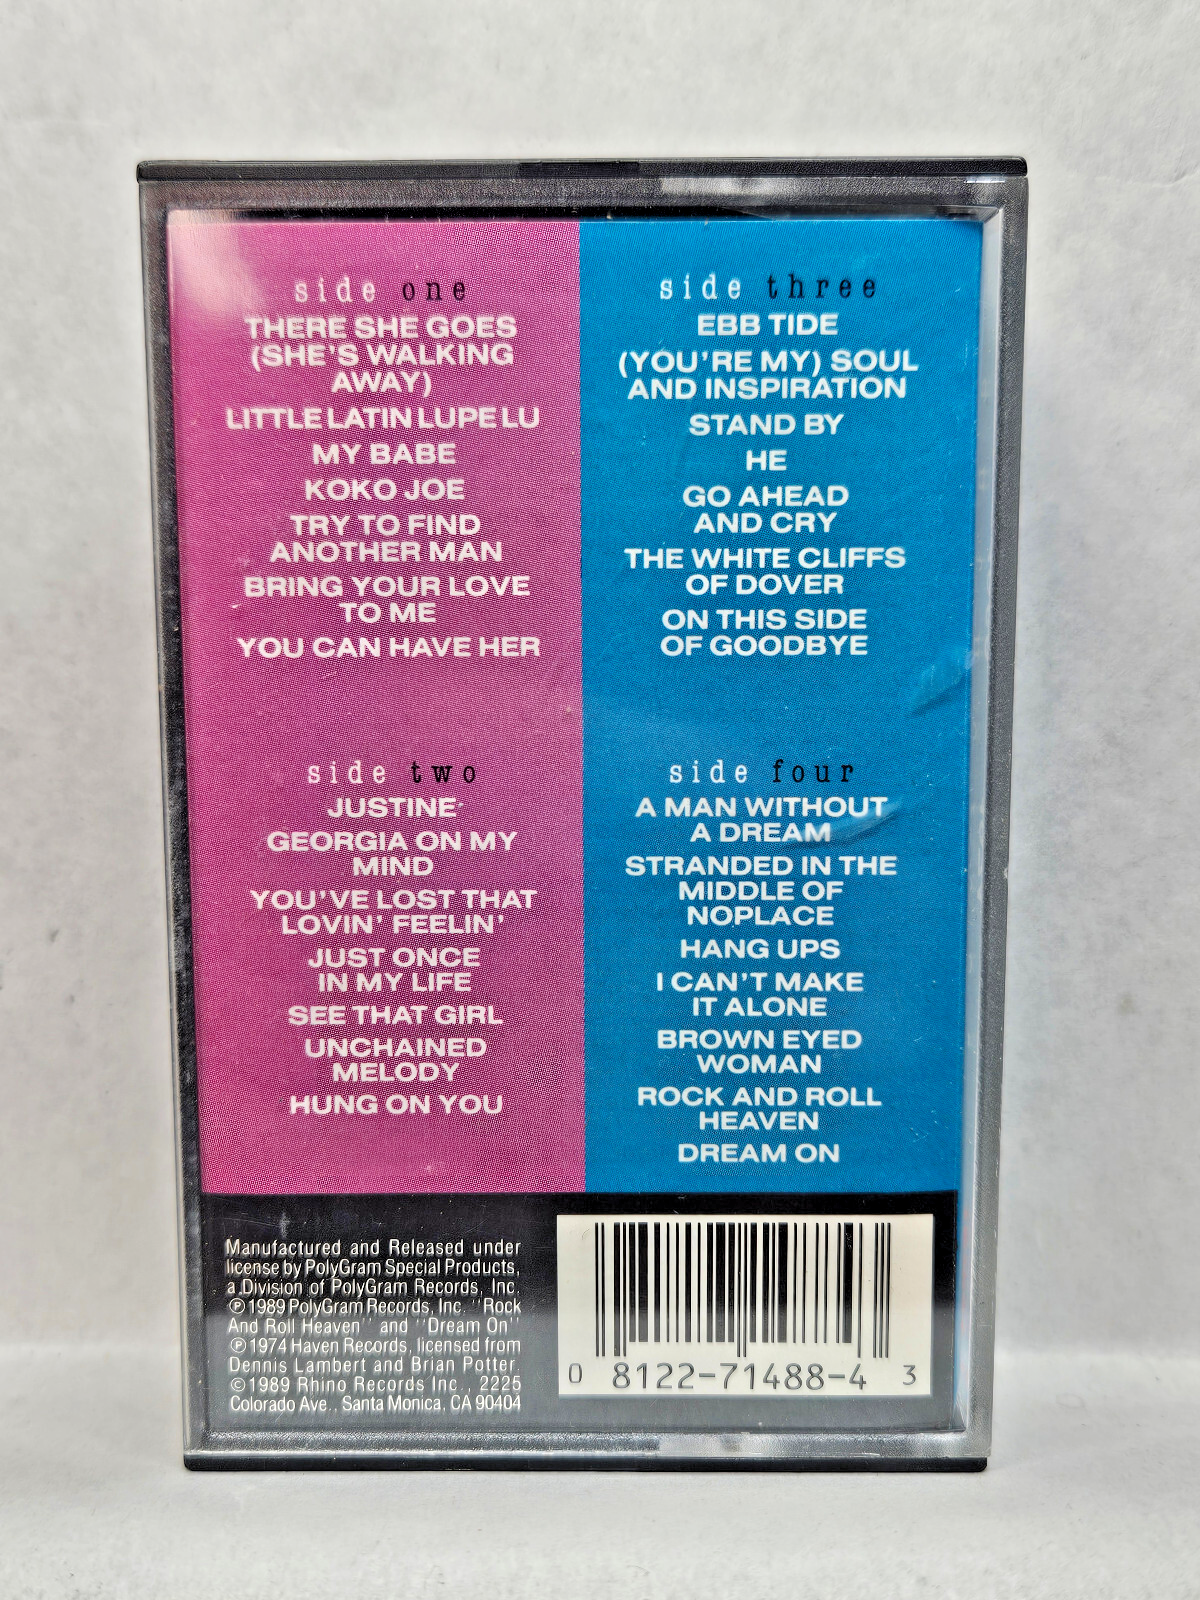 side one
THERE SHE GOES
(SHE'S WALKING
AWAY)
LITTLE LATIN LUPE LU
MY BABE
KOKO JOE
TRY TO FIND
ANOTHER MAN
BRING YOUR LOVE
TO ME
YOU CAN HAVE HER
side two
JUSTINE
GEORGIA ON MY
MIND
YOU'VE LOST THAT
LOVIN' FEELIN'
JUST ONCE
IN MY LIFE
SEE THAT GIRL
UNCHAINED
MELODY
HUNG ON YOU
side three
EBB TIDE
(YOU'RE MY) SOUL
AND INSPIRATION
STAND BY
HE
GO AHEAD
AND CRY
THE WHITE CLIFFS
OF DOVER
ON THIS SIDE
OF GOODBYE
side four
A MAN WITHOUT
A DREAM
STRANDED IN THE
MIDDLE OF
NOPLACE
HANG UPS
I CAN'T MAKE
IT ALONE
BROWN EYED
WOMAN
ROCK AND ROLL
HEAVEN
DREAM ON
Manufactured and Released under
license by PolyGram Special Products,
a Division of PolyGram Records, Inc.
℗ 1989 PolyGram Records, Inc. "Rock
And Roll Heaven" and "Dream On"
℗ 1974 Haven Records, licensed from
Dennis Lambert and Brian Potter.
© 1989 Rhino Records Inc., 2225
Colorado Ave., Santa Monica, CA 90404
0 8122-71488-4 3